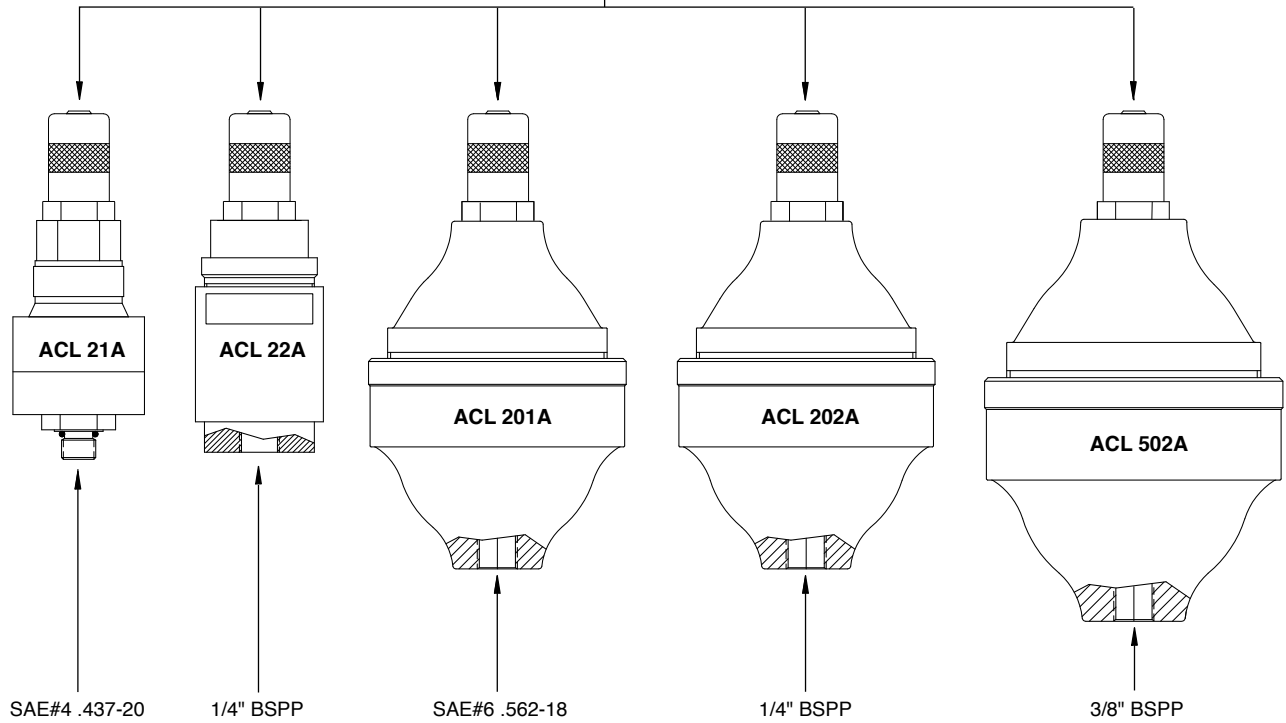 ACL 21A
ACL 22A
ACL 201A
ACL 202A
ACL 502A
SAE#4 .437-20
1/4" BSPP
SAE#6 .562-18
1/4" BSPP
3/8" BSPP